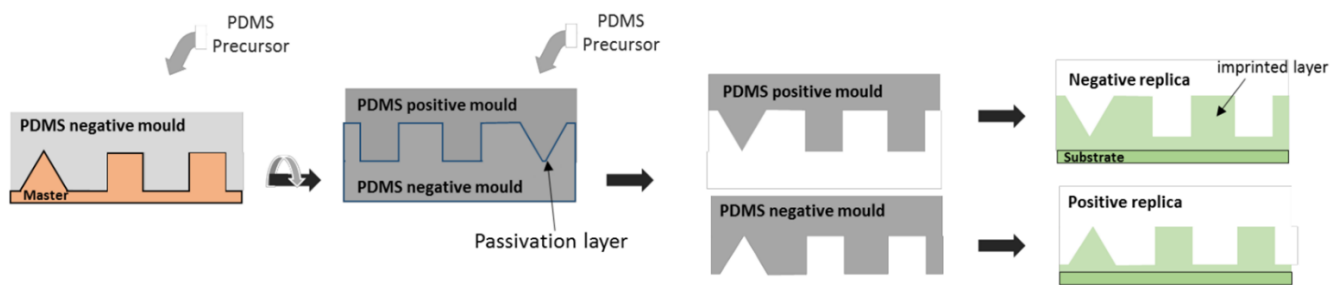 PDMS
Precursor
PDMS negative mould
Master
PDMS
Precursor
PDMS positive mould
PDMS negative mould
Passivation layer
PDMS positive mould
PDMS negative mould
Negative replica
imprinted layer
Substrate
Positive replica